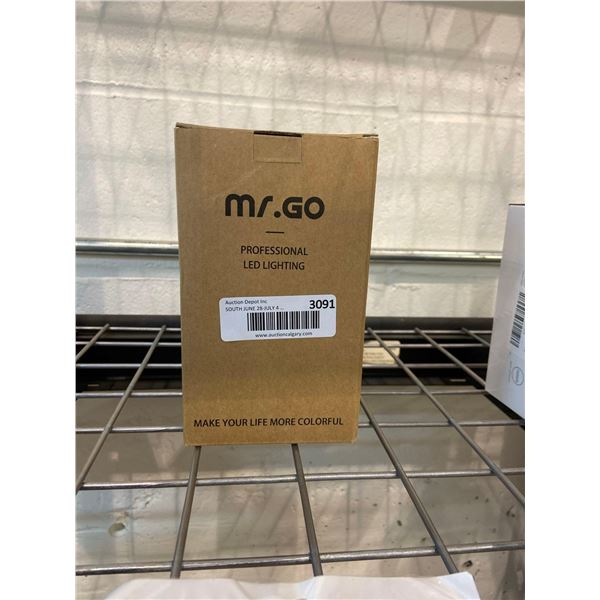 mr.GO
PROFESSIONAL
LED LIGHTING
Auction Depot Inc
SOUTH JUNE 28-JULY 4 ...
3091
www.auctioncalgary.com
MAKE YOUR LIFE MORE COLORFUL